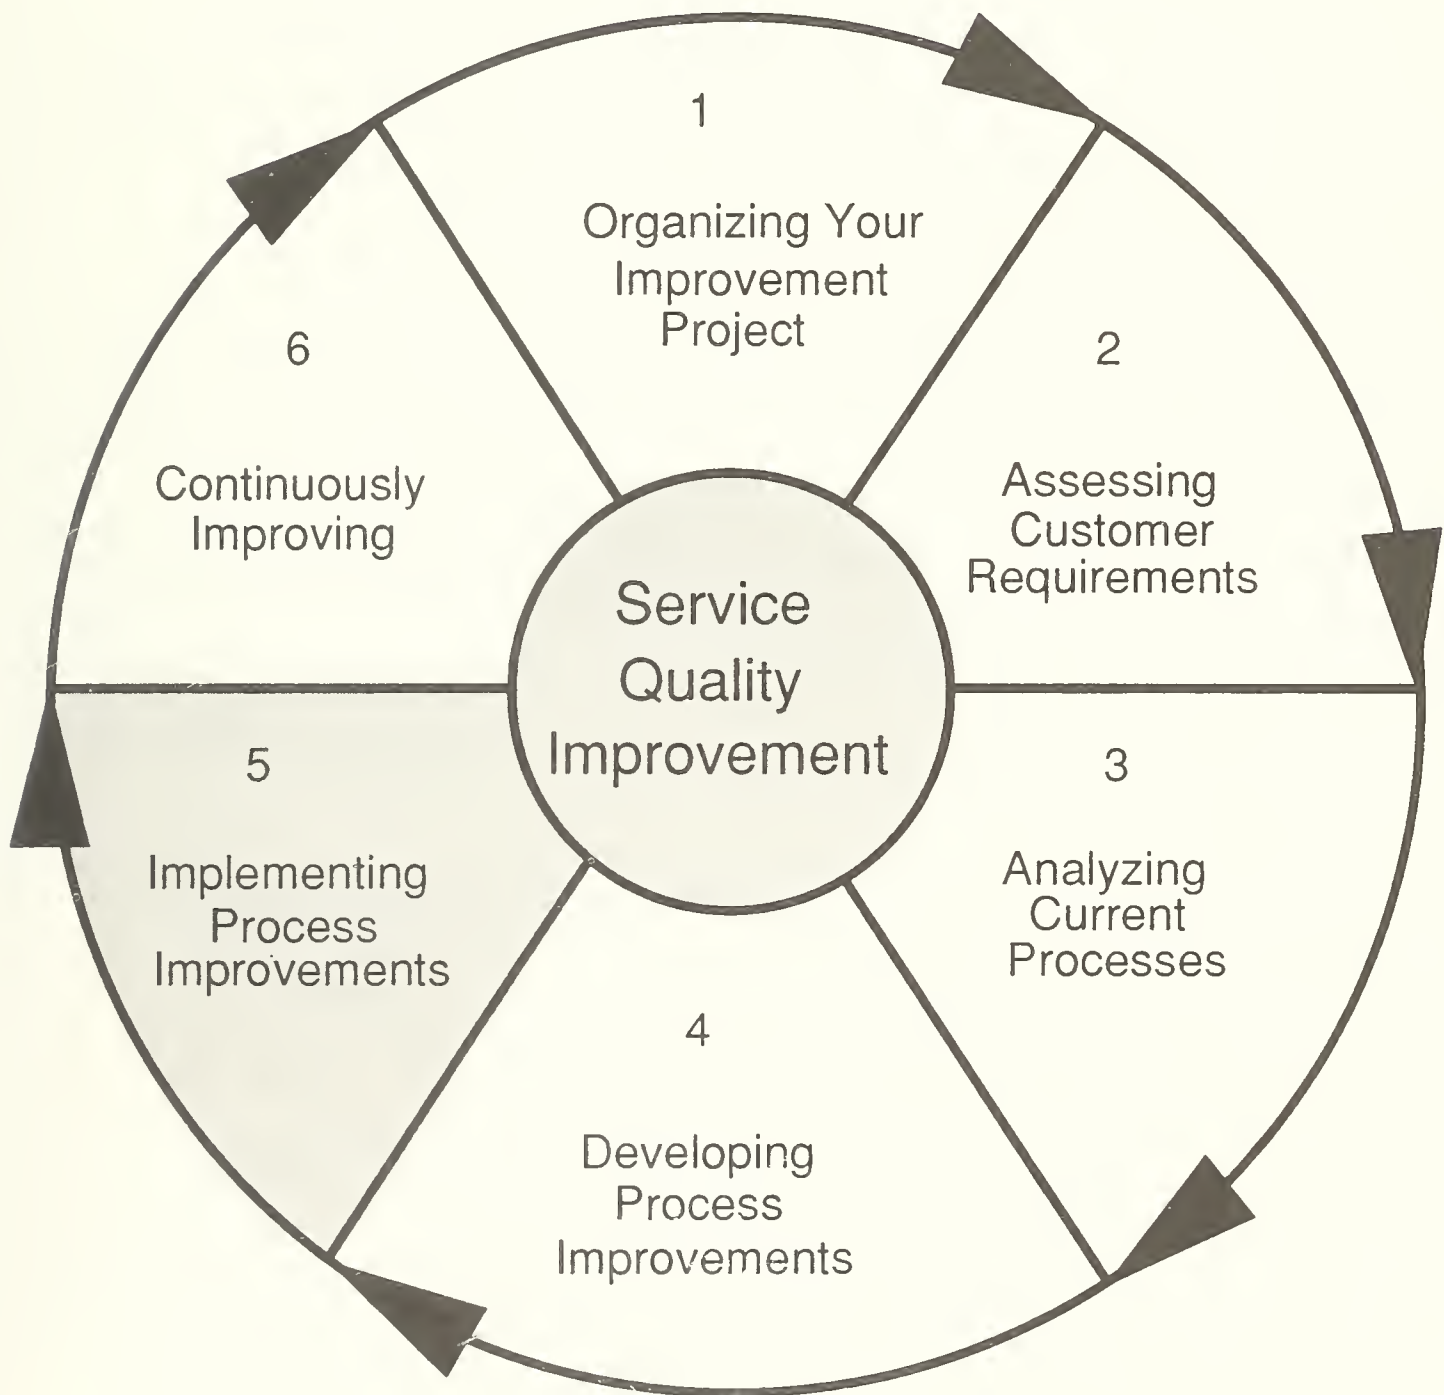 1
Organizing Your
Improvement
Project
2
Assessing
Customer
Requirements
3
Analyzing
Current
Processes
4
Developing
Process
Improvements
5
Implementing
Process
Improvements
6
Continuously
Improving
Service
Quality
Improvement